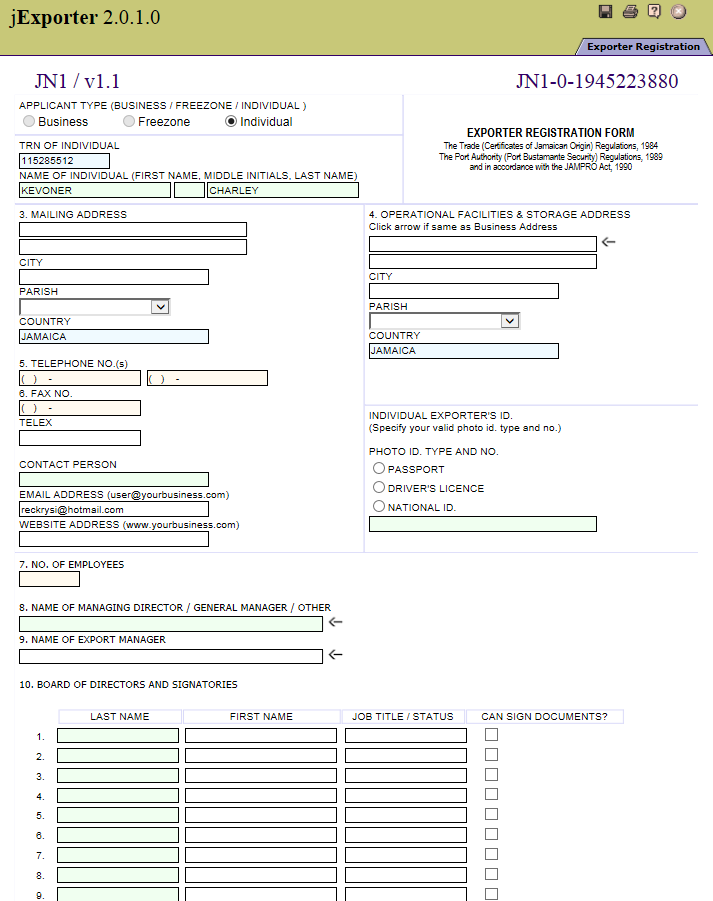 jExporter 2.0.1.0
Exporter Registration
JN1 / v1.1
JN1-0-1945223880
APPLICANT TYPE (BUSINESS / FREEZONE / INDIVIDUAL )
Business Freezone Individual
TRN OF INDIVIDUAL
115285512
NAME OF INDIVIDUAL (FIRST NAME, MIDDLE INITIALS, LAST NAME)
KEVONER CHARLEY
EXPORTER REGISTRATION FORM
The Trade (Certificates of Jamaican Origin) Regulations, 1984
The Port Authority (Port Bustamante Security) Regulations, 1989
and in accordance with the JAMPRO Act, 1990
3. MAILING ADDRESS
CITY
PARISH
COUNTRY
JAMAICA
5. TELEPHONE NO.(s)
( ) - ( ) -
6. FAX NO.
( ) -
TELEX
CONTACT PERSON
EMAIL ADDRESS (user@yourbusiness.com)
reckrysi@hotmail.com
WEBSITE ADDRESS (www.yourbusiness.com)
4. OPERATIONAL FACILITIES & STORAGE ADDRESS
Click arrow if same as Business Address
CITY
PARISH
COUNTRY
JAMAICA
INDIVIDUAL EXPORTER'S ID.
(Specify your valid photo id. type and no.)
PHOTO ID. TYPE AND NO.
PASSPORT
DRIVER'S LICENCE
NATIONAL ID.
7. NO. OF EMPLOYEES
8. NAME OF MANAGING DIRECTOR / GENERAL MANAGER / OTHER
9. NAME OF EXPORT MANAGER
10. BOARD OF DIRECTORS AND SIGNATORIES
LAST NAME FIRST NAME JOB TITLE / STATUS CAN SIGN DOCUMENTS?
1.
2.
3.
4.
5.
6.
7.
8.
9.